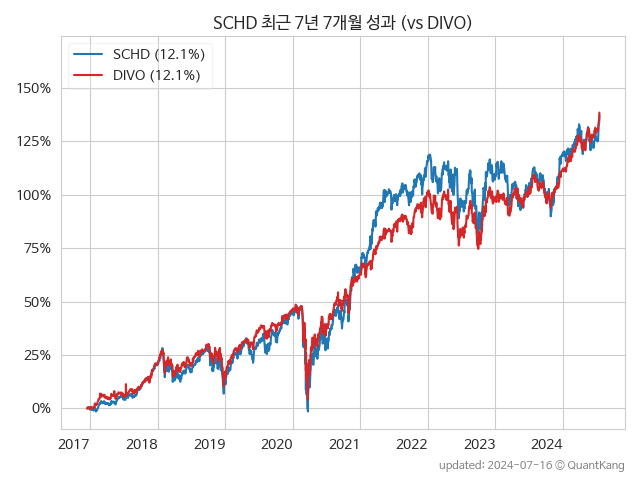 SCHD 최근 7년 7개월 성과 (vs DIVO)
SCHD (12.1%)
DIVO (12.1%)
150%
125%
100%
75%
50%
25%
0%
2017 2018 2019 2020 2021 2022 2023 2024
updated: 2024-07-16 © QuantKang